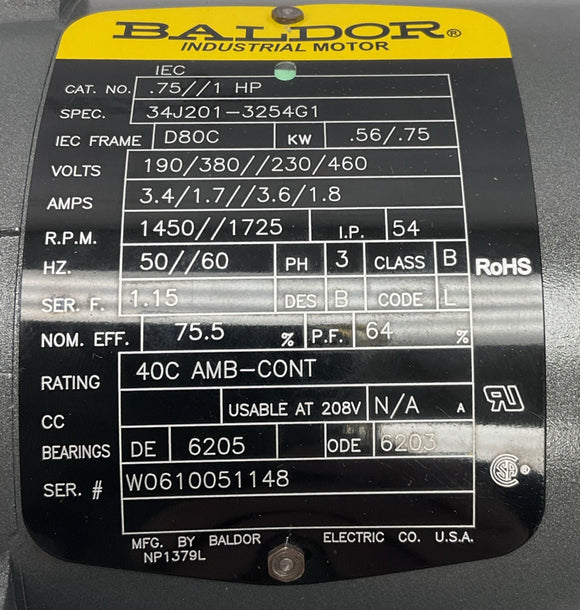 BALDOR®
INDUSTRIAL MOTOR
IEC
CAT. NO. .75//1 HP
SPEC. 34J201-3254G1
IEC FRAME D80C KW .56/.75
VOLTS 190/380//230/460
AMPS 3.4/1.7//3.6/1.8
R.P.M. 1450//1725 I.P. 54
HZ. 50//60 PH 3 CLASS B RoHS
SER. F. 1.15 DES B CODE L
NOM. EFF. 75.5 % P.F. 64 %
RATING 40C AMB-CONT
CC USABLE AT 208V N/A A
BEARINGS DE 6205 ODE 6203
SER. # W0610051148
MFG. BY BALDOR ELECTRIC CO. U.S.A.
NP1379L